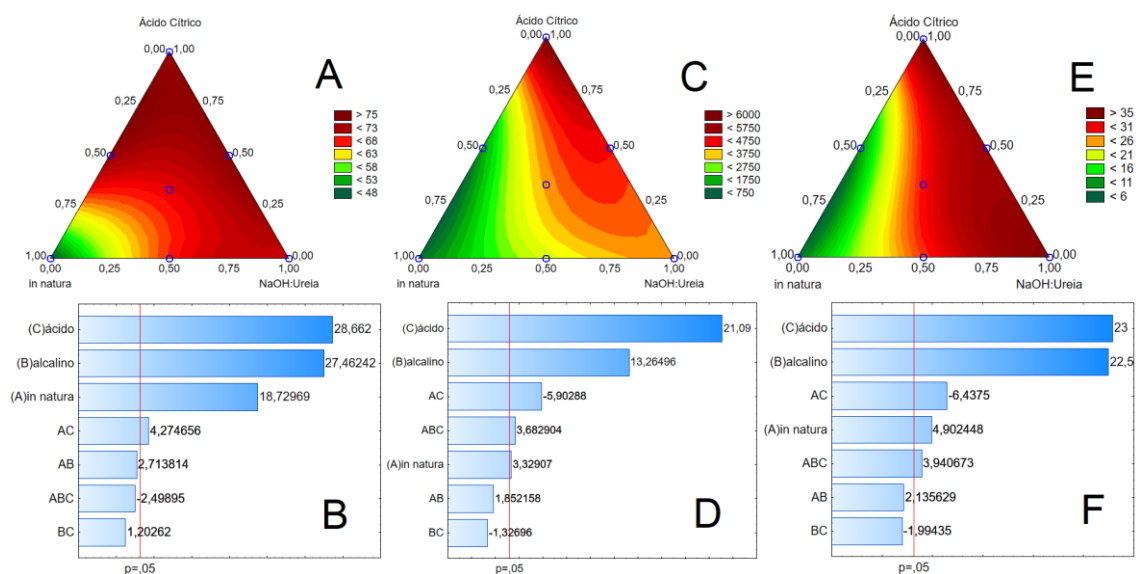 Ácido Cítrico
0,00 1,00
A
0,25
0,75
> 75
< 73
< 68
< 63
< 58
< 53
< 48
0,50
0,50
0,75
0,25
1,00
0,00
0,00
0,25
0,50
0,75
1,00
in natura
NaOH:Ureia
Ácido Cítrico
0,00 1,00
C
0,25
0,75
> 6000
< 5750
< 4750
< 3750
< 2750
< 1750
< 750
0,50
0,50
0,75
0,25
1,00
0,00
0,00
0,25
0,50
0,75
1,00
in natura
NaOH:Ureia
Ácido Cítrico
0,00 1,00
E
0,25
0,75
> 35
< 31
< 26
< 21
< 16
< 11
< 6
0,50
0,50
0,75
0,25
1,00
0,00
0,00
0,25
0,50
0,75
1,00
in natura
NaOH:Ureia
(C)ácido 28,662
(B)alcalino 27,46242
(A)in natura 18,72969
AC 4,274656
AB 2,713814
ABC -2,49895
BC 1,20262
B
p=,05
(C)ácido 21,09
(B)alcalino 13,26496
AC -5,90288
ABC 3,682904
(A)in natura 3,32907
AB 1,852158
BC -1,32696
D
p=,05
(C)ácido 23
(B)alcalino 22,5
AC -6,4375
(A)in natura 4,902448
ABC 3,940673
AB 2,135629
BC -1,99435
F
p=,05